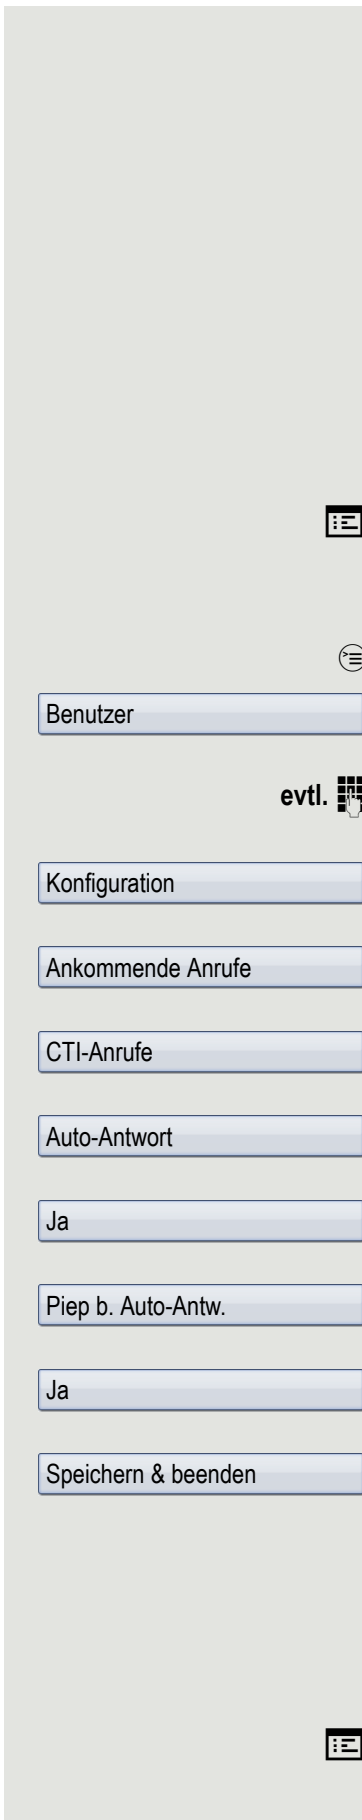 Benutzer
evtl.
Konfiguration
Ankommende Anrufe
CTI-Anrufe
Auto-Antwort
Ja
Piep b. Auto-Antw.
Ja
Speichern & beenden